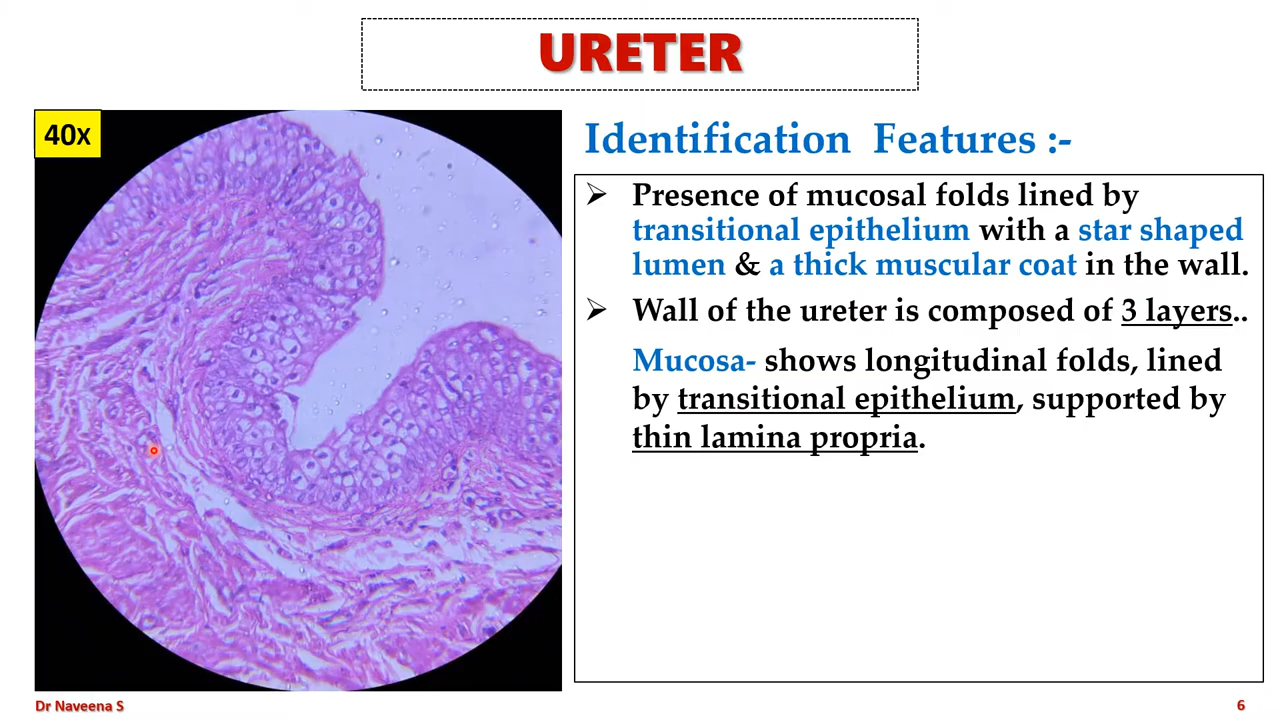 URETER
40x
Identification Features :-
➢ Presence of mucosal folds lined by
transitional epithelium with a star shaped
lumen & a thick muscular coat in the wall.
➢ Wall of the ureter is composed of 3 layers..
Mucosa- shows longitudinal folds, lined
by transitional epithelium, supported by
thin lamina propria.
Dr Naveena S
6